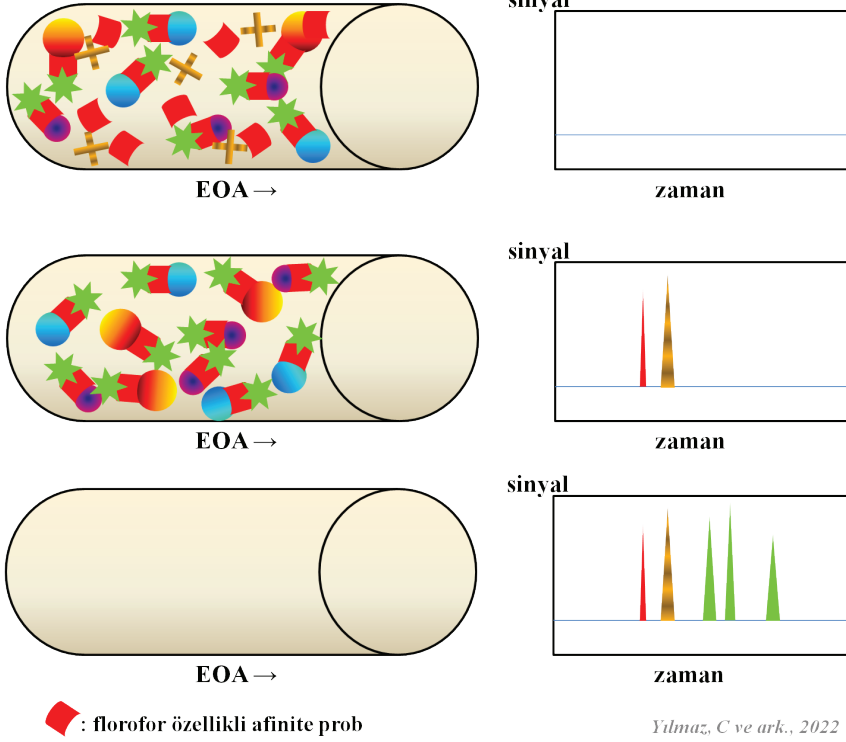 sinyal
EOA → zaman
sinyal
EOA → zaman
sinyal
EOA → zaman
: florofor özellikli afinite prob
Yılmaz, C ve ark., 2022